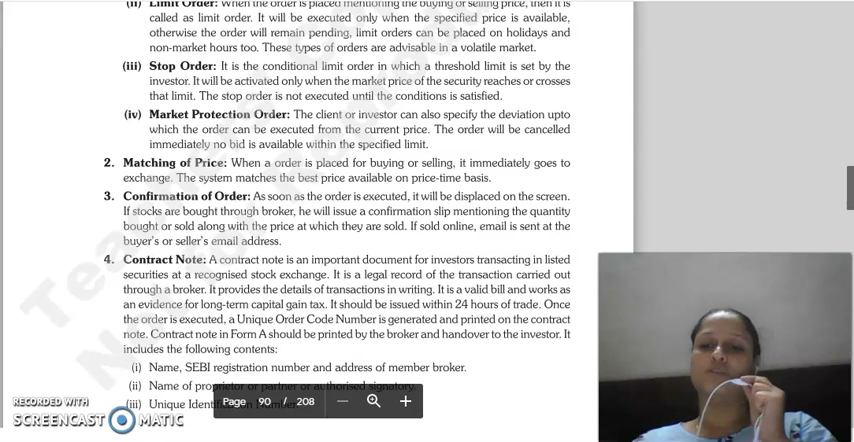 (ii) Limit Order: When the order is placed mentioning the buying or selling price, then it is
called as limit order. It will be executed only when the specified price is available,
otherwise the order will remain pending, limit orders can be placed on holidays and
non-market hours too. These types of orders are advisable in a volatile market.
(iii) Stop Order: It is the conditional limit order in which a threshold limit is set by the
investor. It will be activated only when the market price of the security reaches or crosses
that limit. The stop order is not executed until the conditions is satisfied.
(iv) Market Protection Order: The client or investor can also specify the deviation upto
which the order can be executed from the current price. The order will be cancelled
immediately no bid is available within the specified limit.
2. Matching of Price: When a order is placed for buying or selling, it immediately goes to
exchange. The system matches the best price available on price-time basis.
3. Confirmation of Order: As soon as the order is executed, it will be displaced on the screen.
If stocks are bought through broker, he will issue a confirmation slip mentioning the quantity
bought or sold along with the price at which they are sold. If sold online, email is sent at the
buyer's or seller's email address.
4. Contract Note: A contract note is an important document for investors transacting in listed
securities at a recognised stock exchange. It is a legal record of the transaction carried out
through a broker. It provides the details of transactions in writing. It is a valid bill and works as
an evidence for long-term capital gain tax. It should be issued within 24 hours of trade. Once
the order is executed, a Unique Order Code Number is generated and printed on the contract
note. Contract note in Form A should be printed by the broker and handover to the investor. It
includes the following contents:
(i) Name, SEBI registration number and address of member broker.
(ii) Name of proprietor or partner or authorised signatory.
(iii) Unique Identification Number.
Page 90 / 208
RECORDED WITH
SCREENCAST MATIC